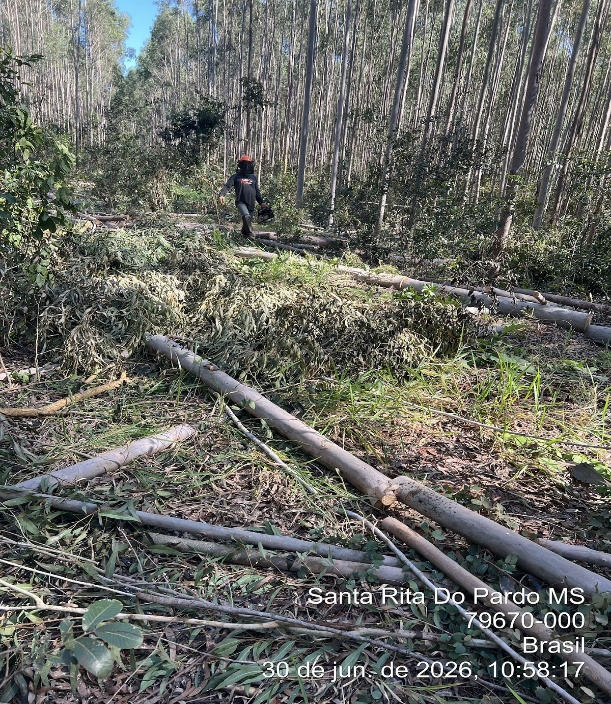 Santa Rita Do Pardo MS
79670-000
Brasil
30 de jun. de 2026, 10:58:17